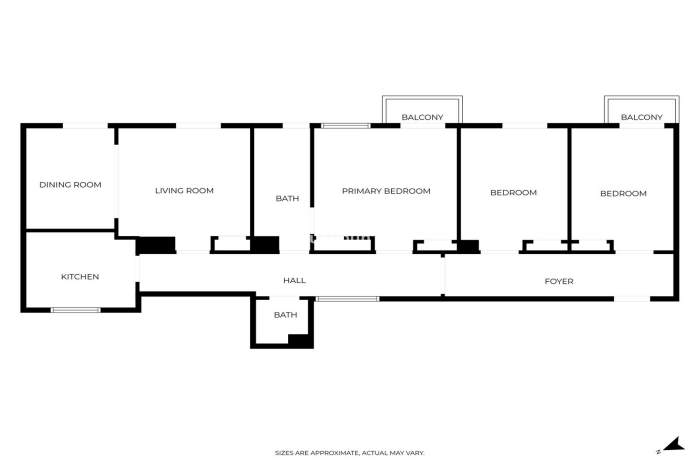 BALCONY
BALCONY
DINING ROOM
LIVING ROOM
BATH
PRIMARY BEDROOM
BEDROOM
BEDROOM
KITCHEN
HALL
FOYER
BATH
SIZES ARE APPROXIMATE, ACTUAL MAY VARY.
N